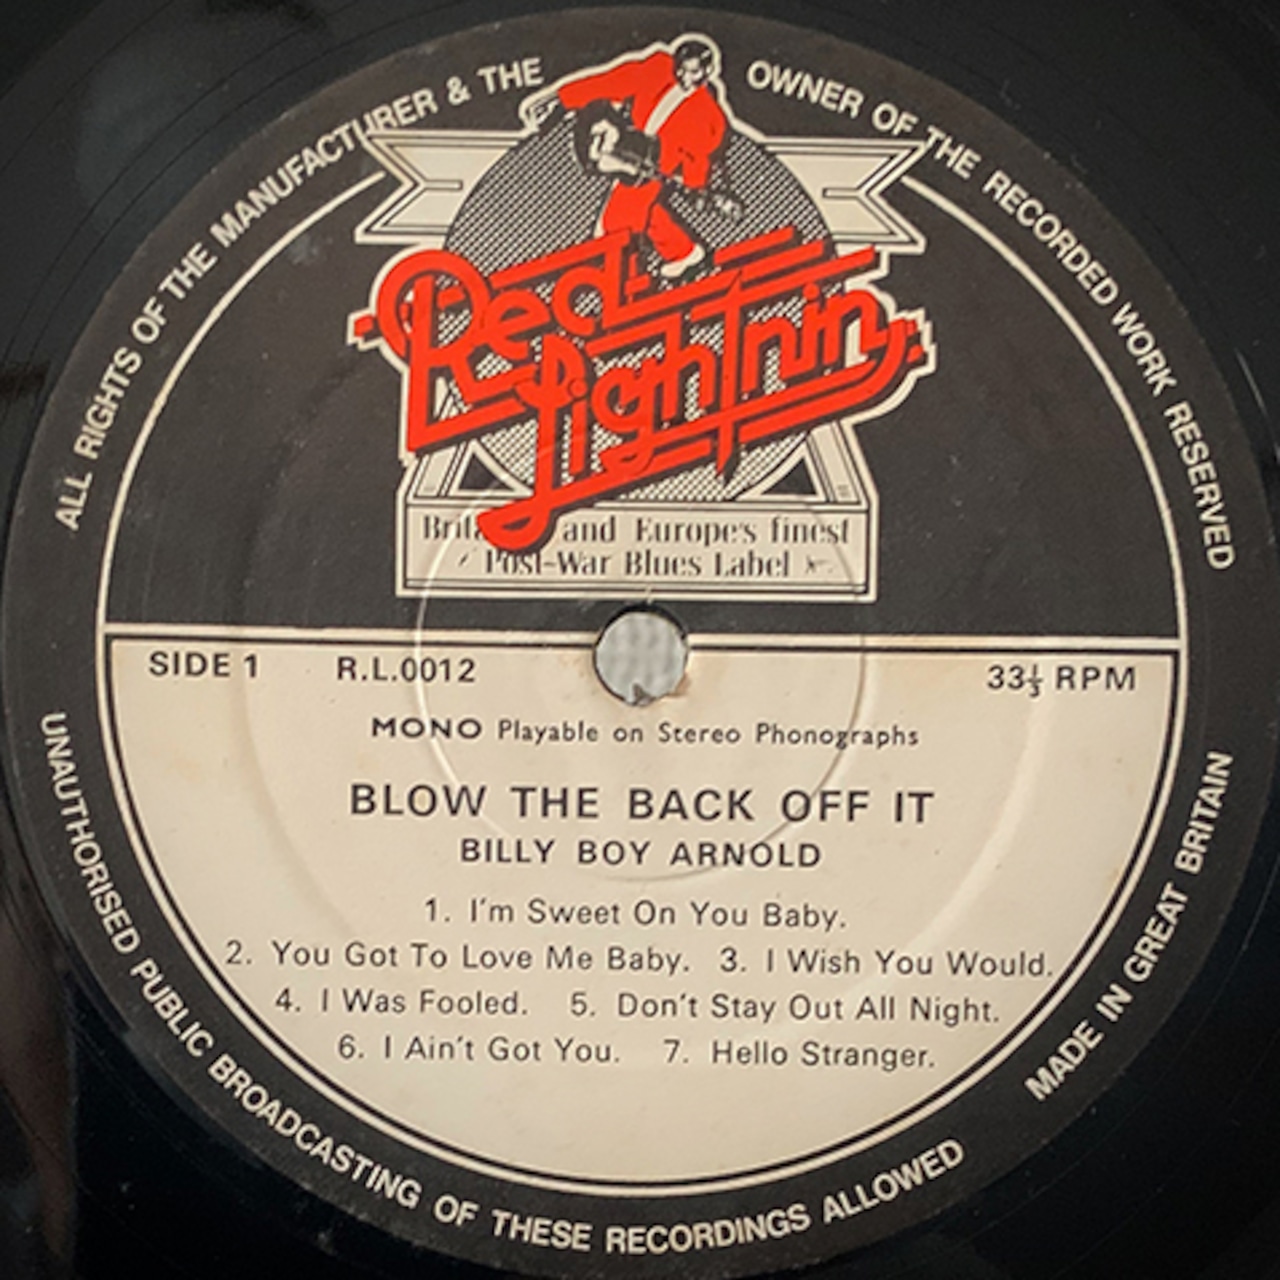 ALL RIGHTS OF THE MANUFACTURER & THE OWNER OF THE RECORDED WORK RESERVED
Red
Lightnin
and Europe's finest
Post-War Blues Label
SIDE 1 R.L.0012 33⅓ RPM
MONO Playable on Stereo Phonographs
BLOW THE BACK OFF IT
BILLY BOY ARNOLD
1. I'm Sweet On You Baby.
2. You Got To Love Me Baby. 3. I Wish You Would.
4. I Was Fooled. 5. Don't Stay Out All Night.
6. I Ain't Got You. 7. Hello Stranger.
UNAUTHORISED PUBLIC BROADCASTING OF THESE RECORDINGS ALLOWED
MADE IN GREAT BRITAIN